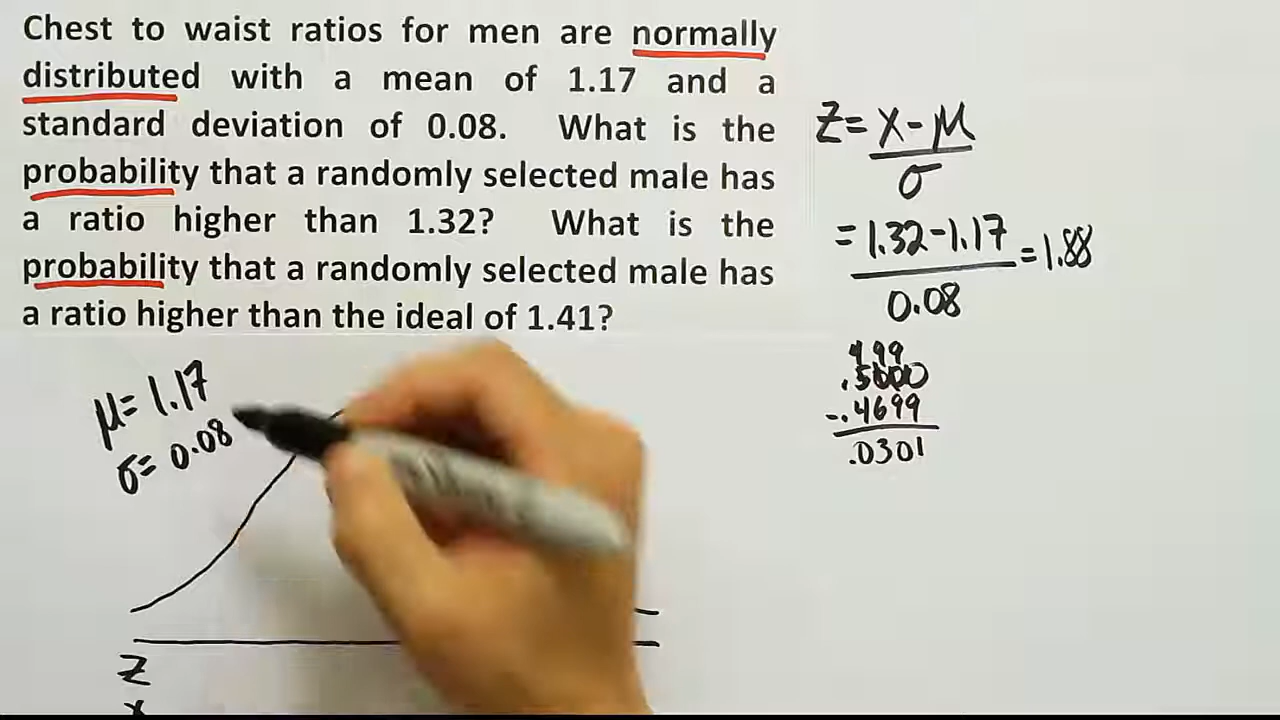 Chest to waist ratios for men are normally
distributed with a mean of 1.17 and a
standard deviation of 0.08. What is the
probability that a randomly selected male has
a ratio higher than 1.32? What is the
probability that a randomly selected male has
a ratio higher than the ideal of 1.41?
μ= 1.17
σ= 0.08
Z
x
Z= x-μ
σ
= 1.32-1.17 =1.88
0.08
499
.5000
-.4699
.0301